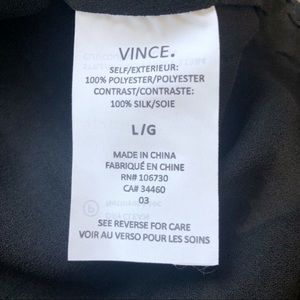 VINCE.
SELF/EXTERIEUR:
100% POLYESTER/POLYESTER
CONTRAST/CONTRASTE:
100% SILK/SOIE
L/G
MADE IN CHINA
FABRIQUÉ EN CHINE
RN# 106730
CA# 34460
03
SEE REVERSE FOR CARE
VOIR AU VERSO POUR LES SOINS